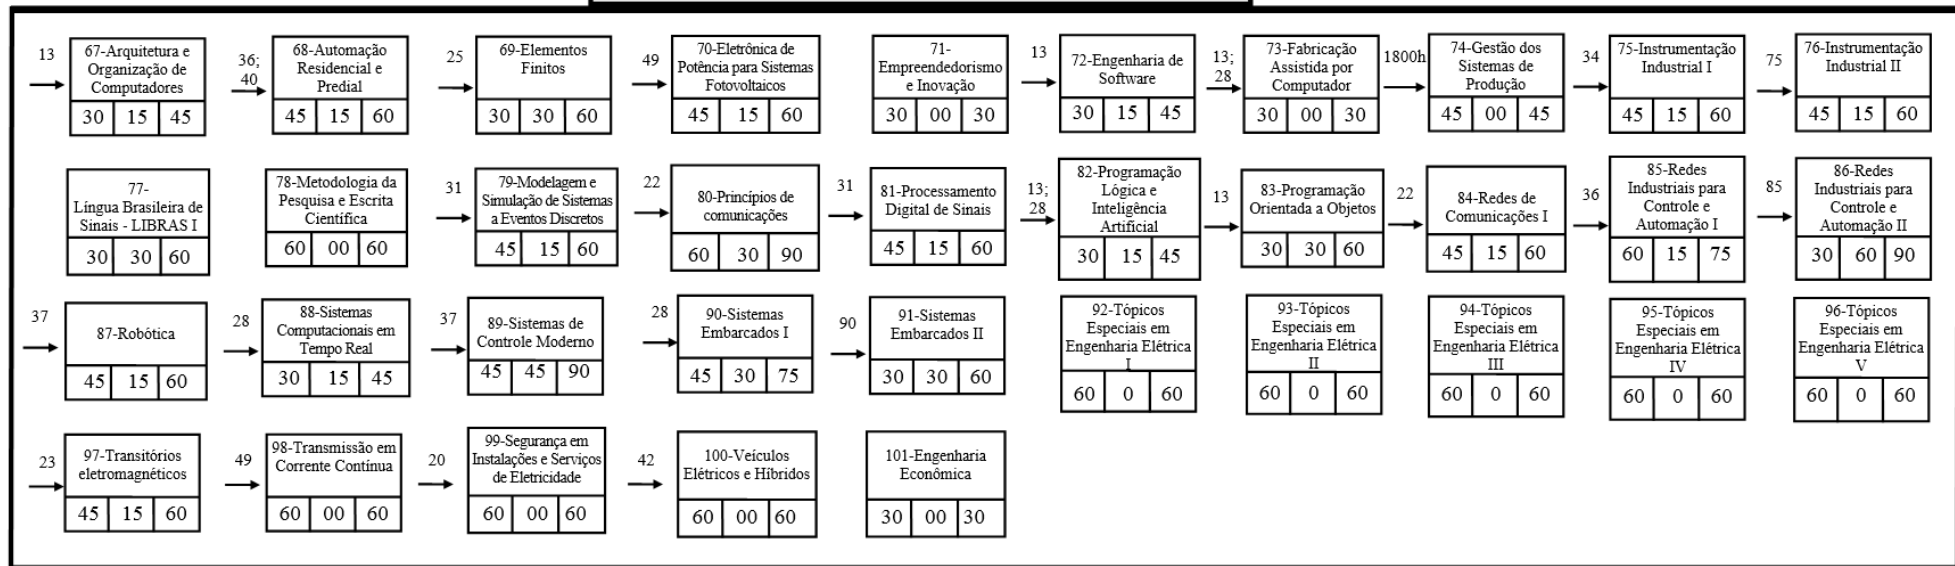 13
67-Arquitetura e
Organização de
Computadores
30 15 45
36;
40
68-Automação
Residencial e
Predial
45 15 60
25
69-Elementos
Finitos
30 30 60
49
70-Eletrônica de
Potência para Sistemas
Fotovoltaicos
45 15 60
71-
Empreendedorismo
e Inovação
30 00 30
13
72-Engenharia de
Software
30 15 45
13;
28
73-Fabricação
Assistida por
Computador
30 00 30
1800h
74-Gestão dos
Sistemas de
Produção
45 00 45
34
75-Instrumentação
Industrial I
45 15 60
75
76-Instrumentação
Industrial II
45 15 60
77-
Língua Brasileira de
Sinais - LIBRAS I
30 30 60
78-Metodologia da
Pesquisa e Escrita
Científica
60 00 60
31
79-Modelagem e
Simulação de Sistemas
a Eventos Discretos
45 15 60
22
80-Princípios de
comunicações
60 30 90
31
81-Processamento
Digital de Sinais
45 15 60
13;
28
82-Programação
Lógica e
Inteligência
Artificial
30 15 45
13
83-Programação
Orientada a Objetos
30 30 60
22
84-Redes de
Comunicações I
45 15 60
36
85-Redes
Industriais para
Controle e
Automação I
60 15 75
85
86-Redes
Industriais para
Controle e
Automação II
30 60 90
37
87-Robótica
45 15 60
28
88-Sistemas
Computacionais em
Tempo Real
30 15 45
37
89-Sistemas de
Controle Moderno
45 45 90
28
90-Sistemas
Embarcados I
45 30 75
90
91-Sistemas
Embarcados II
30 30 60
92-Tópicos
Especiais em
Engenharia Elétrica
I
60 0 60
93-Tópicos
Especiais em
Engenharia Elétrica
II
60 0 60
94-Tópicos
Especiais em
Engenharia Elétrica
III
60 0 60
95-Tópicos
Especiais em
Engenharia Elétrica
IV
60 0 60
96-Tópicos
Especiais em
Engenharia Elétrica
V
60 0 60
23
97-Transitórios
eletromagnéticos
45 15 60
49
98-Transmissão em
Corrente Contínua
60 00 60
20
99-Segurança em
Instalações e Serviços
de Eletricidade
60 00 60
42
100-Veículos
Elétricos e Híbridos
60 00 60
101-Engenharia
Econômica
30 00 30